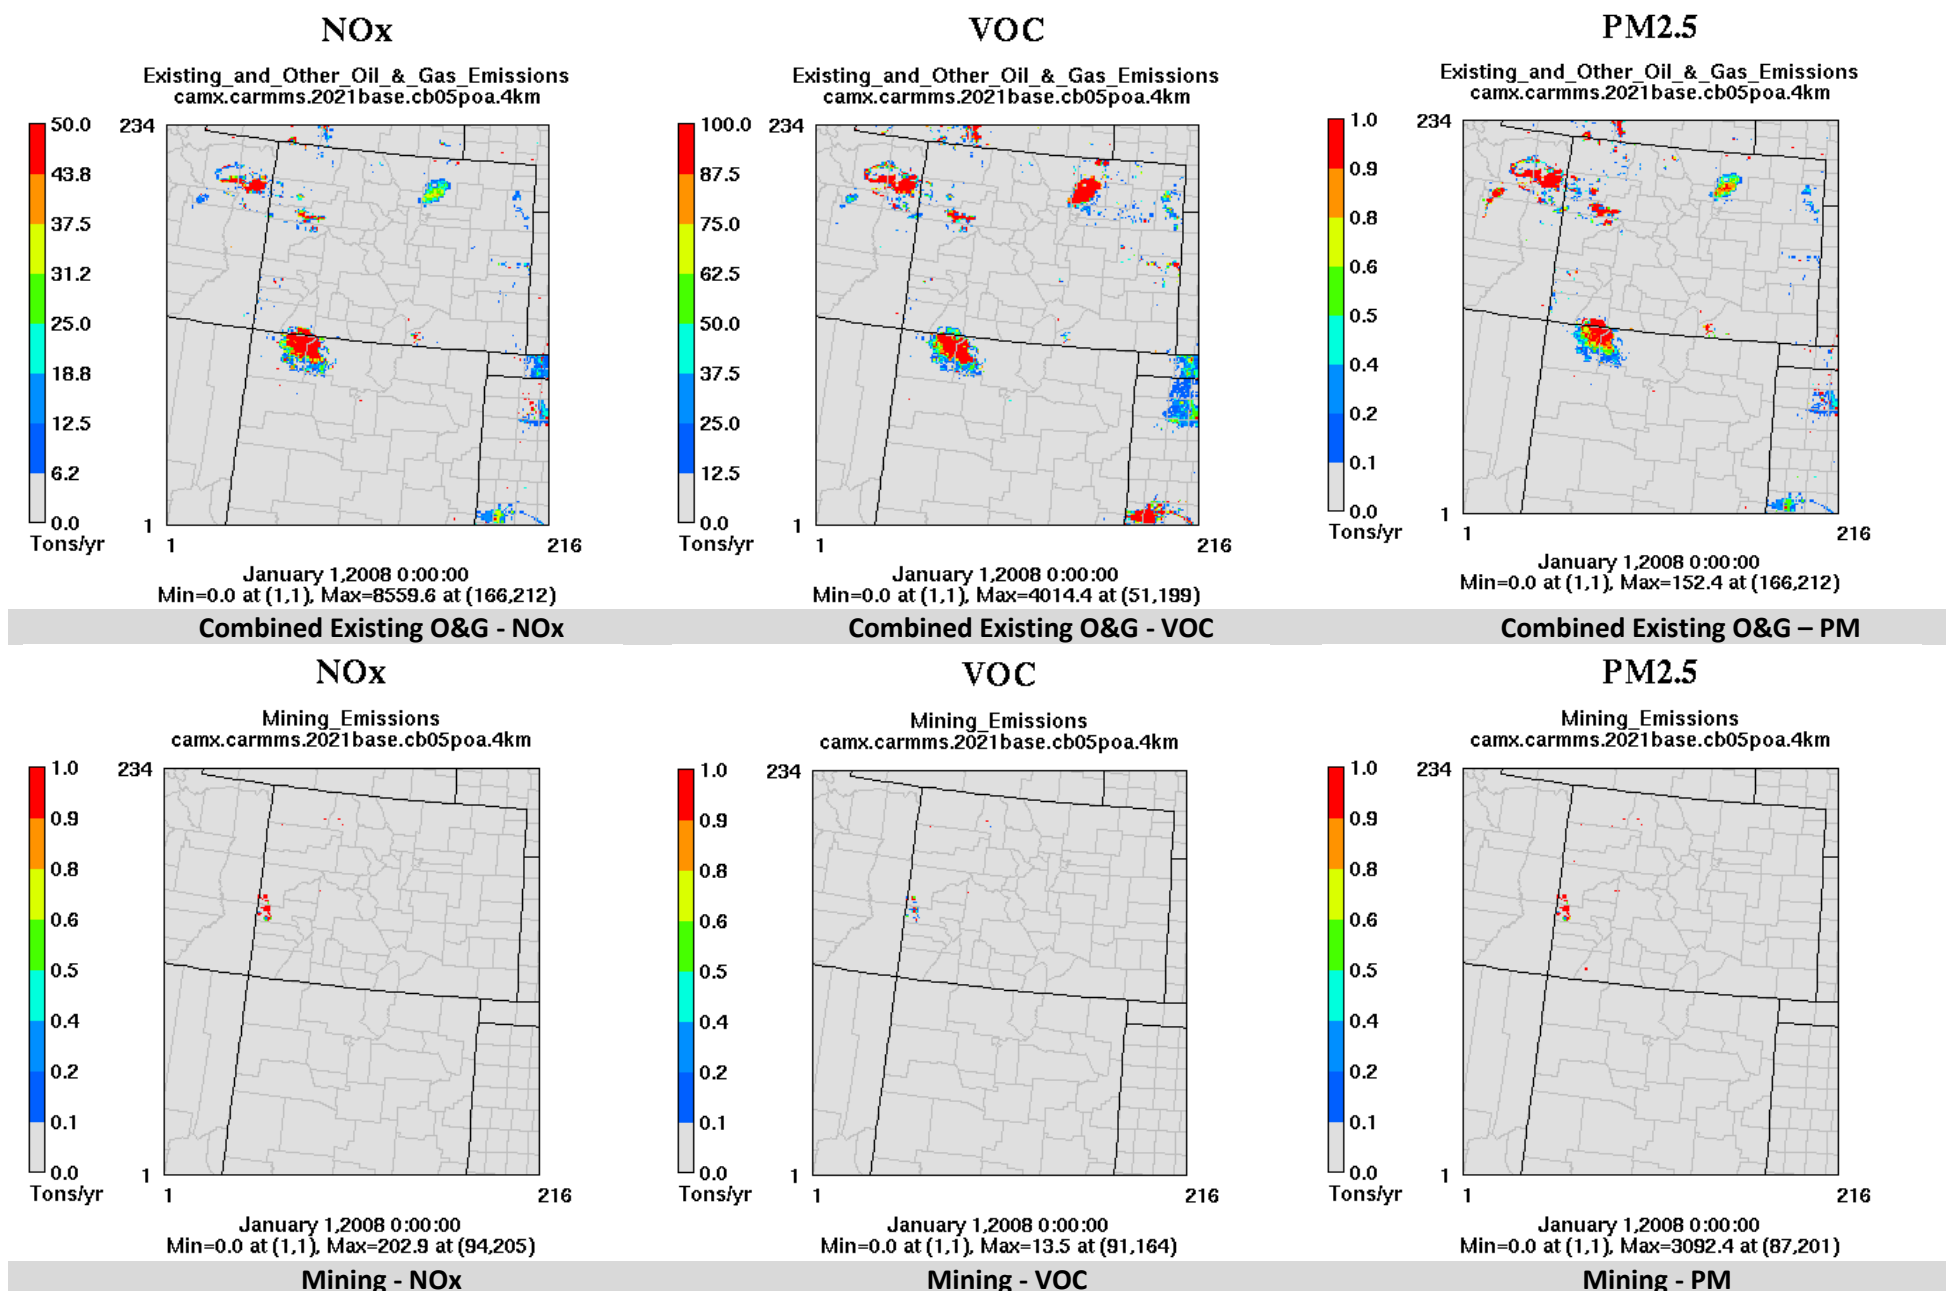 NOx
Existing_and_Other_Oil_&_Gas_Emissions
camx.carmms.2021base.cb05poa.4km
50.0
43.8
37.5
31.2
25.0
18.8
12.5
6.2
0.0
Tons/yr
234
1
1
216
January 1,2008 0:00:00
Min=0.0 at (1,1), Max=8559.6 at (166,212)
Combined Existing O&G - NOx
VOC
Existing_and_Other_Oil_&_Gas_Emissions
camx.carmms.2021base.cb05poa.4km
100.0
87.5
75.0
62.5
50.0
37.5
25.0
12.5
0.0
Tons/yr
234
1
1
216
January 1,2008 0:00:00
Min=0.0 at (1,1), Max=4014.4 at (51,199)
Combined Existing O&G - VOC
PM2.5
Existing_and_Other_Oil_&_Gas_Emissions
camx.carmms.2021base.cb05poa.4km
1.0
0.9
0.8
0.6
0.5
0.4
0.2
0.1
0.0
Tons/yr
234
1
1
216
January 1,2008 0:00:00
Min=0.0 at (1,1), Max=152.4 at (166,212)
Combined Existing O&G – PM
NOx
Mining_Emissions
camx.carmms.2021base.cb05poa.4km
1.0
0.9
0.8
0.6
0.5
0.4
0.2
0.1
0.0
Tons/yr
234
1
1
216
January 1,2008 0:00:00
Min=0.0 at (1,1), Max=202.9 at (94,205)
Mining - NOx
VOC
Mining_Emissions
camx.carmms.2021base.cb05poa.4km
1.0
0.9
0.8
0.6
0.5
0.4
0.2
0.1
0.0
Tons/yr
234
1
1
216
January 1,2008 0:00:00
Min=0.0 at (1,1), Max=13.5 at (91,164)
Mining - VOC
PM2.5
Mining_Emissions
camx.carmms.2021base.cb05poa.4km
1.0
0.9
0.8
0.6
0.5
0.4
0.2
0.1
0.0
Tons/yr
234
1
1
216
January 1,2008 0:00:00
Min=0.0 at (1,1), Max=3092.4 at (87,201)
Mining - PM